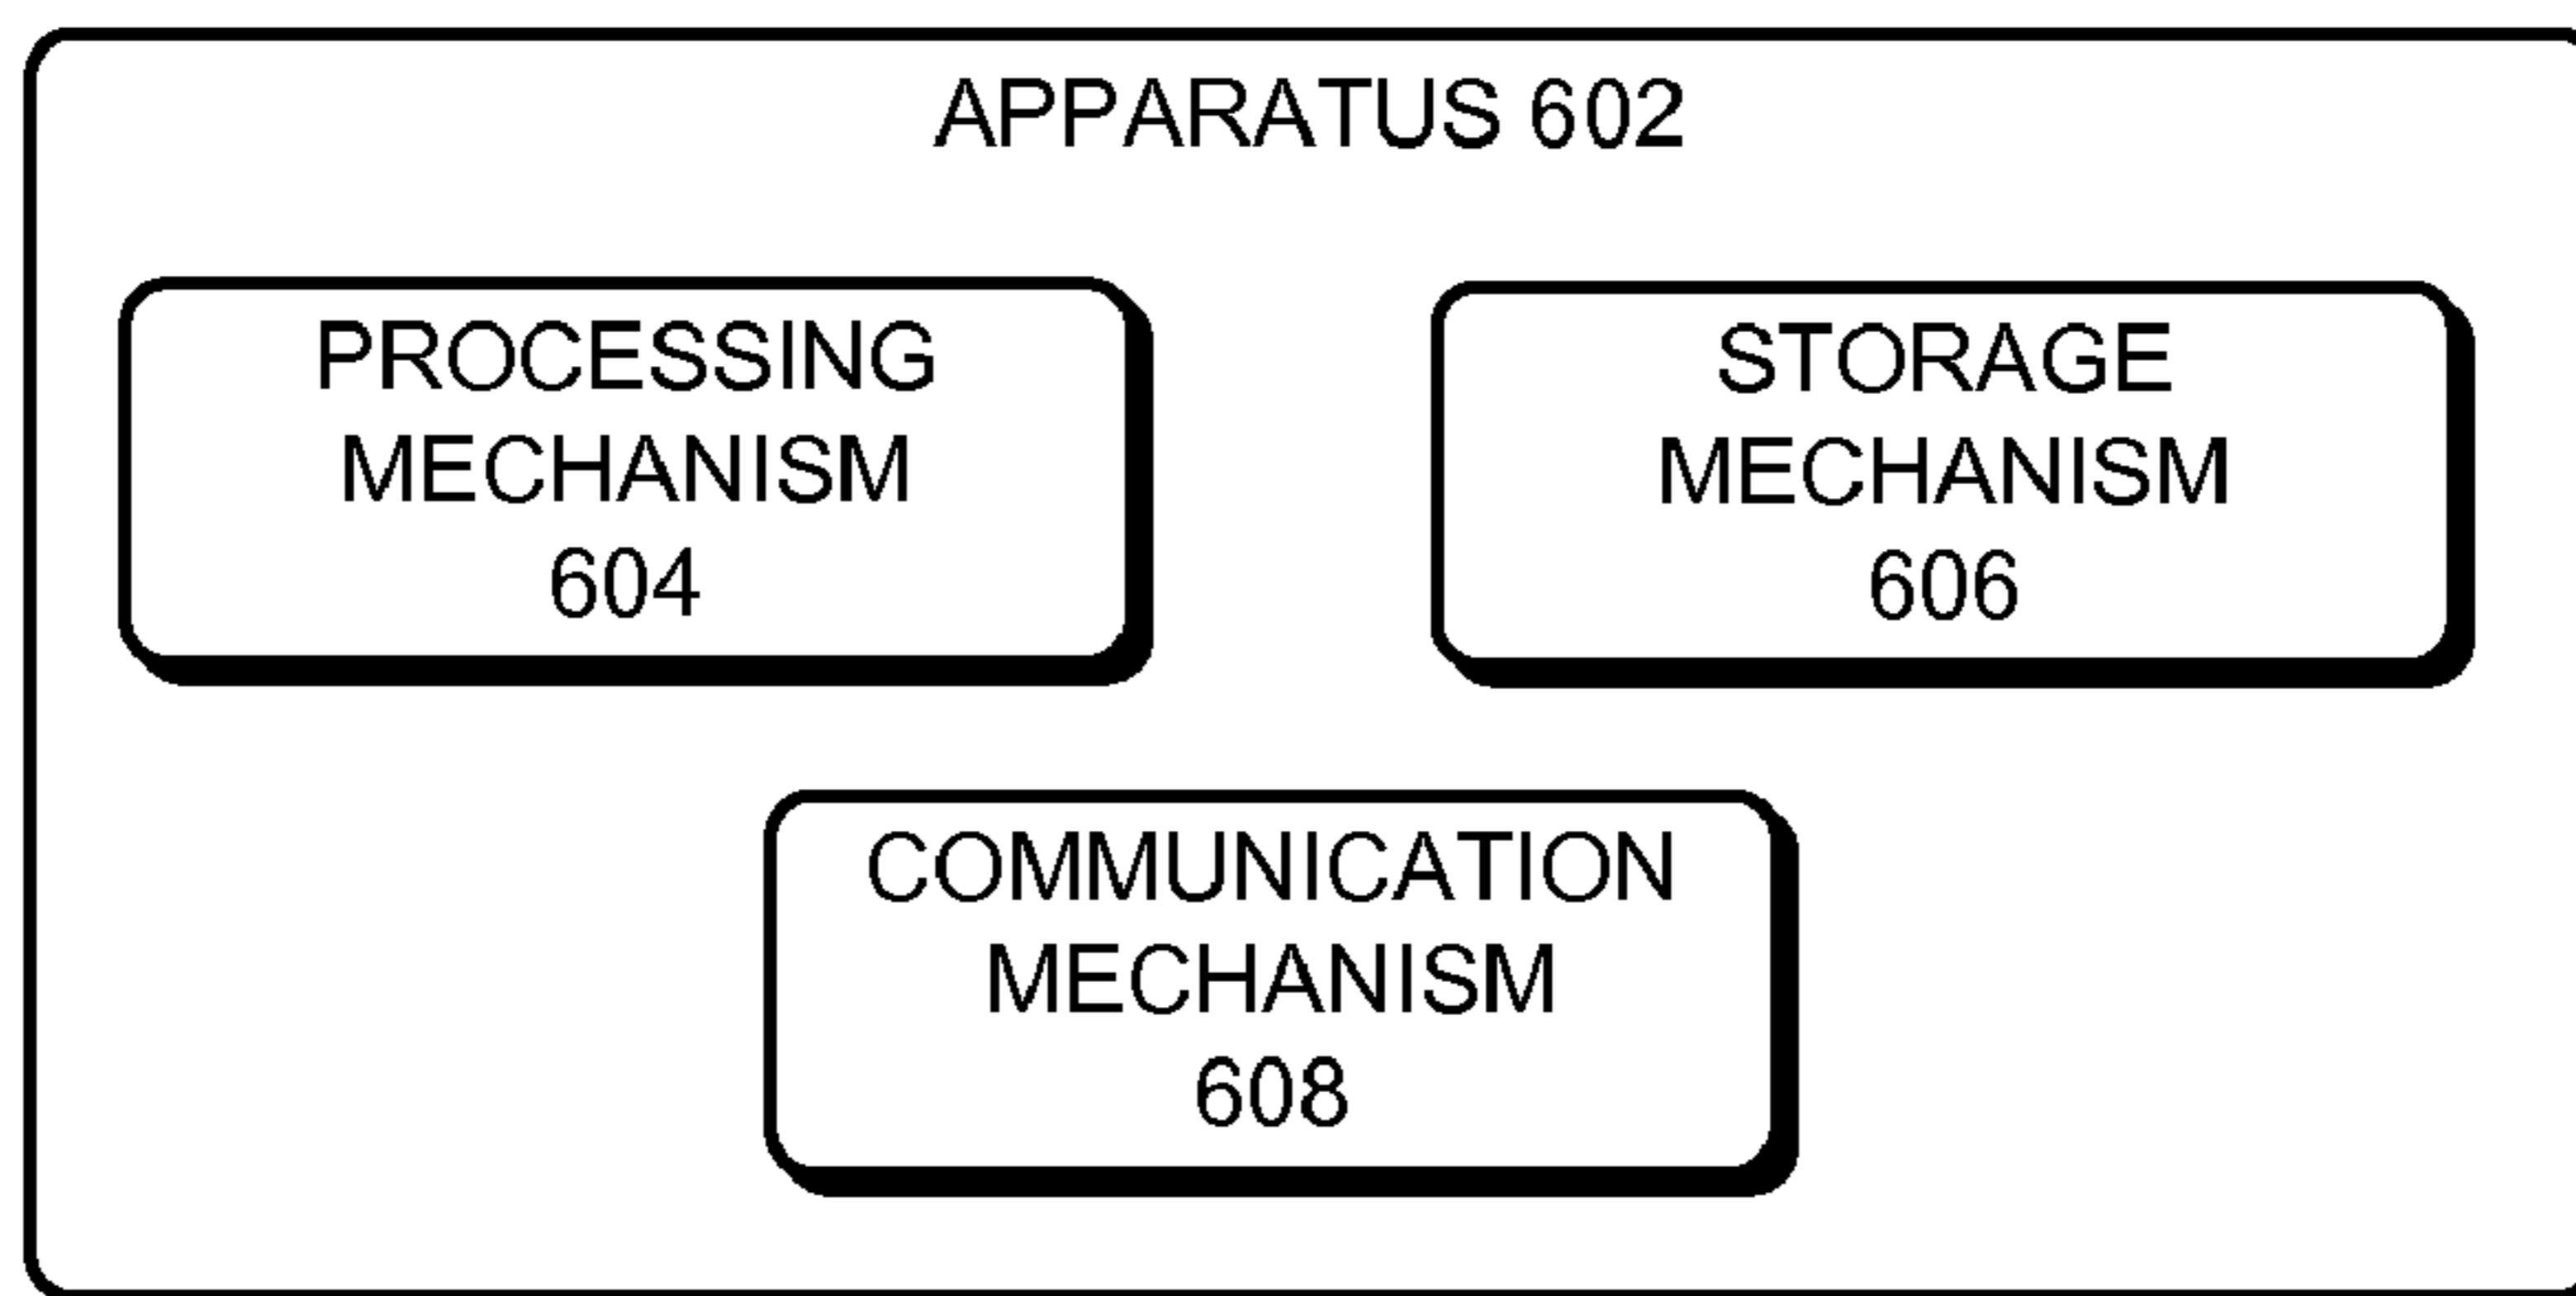 APPARATUS 602
PROCESSING
MECHANISM
604
STORAGE
MECHANISM
606
COMMUNICATION
MECHANISM
608